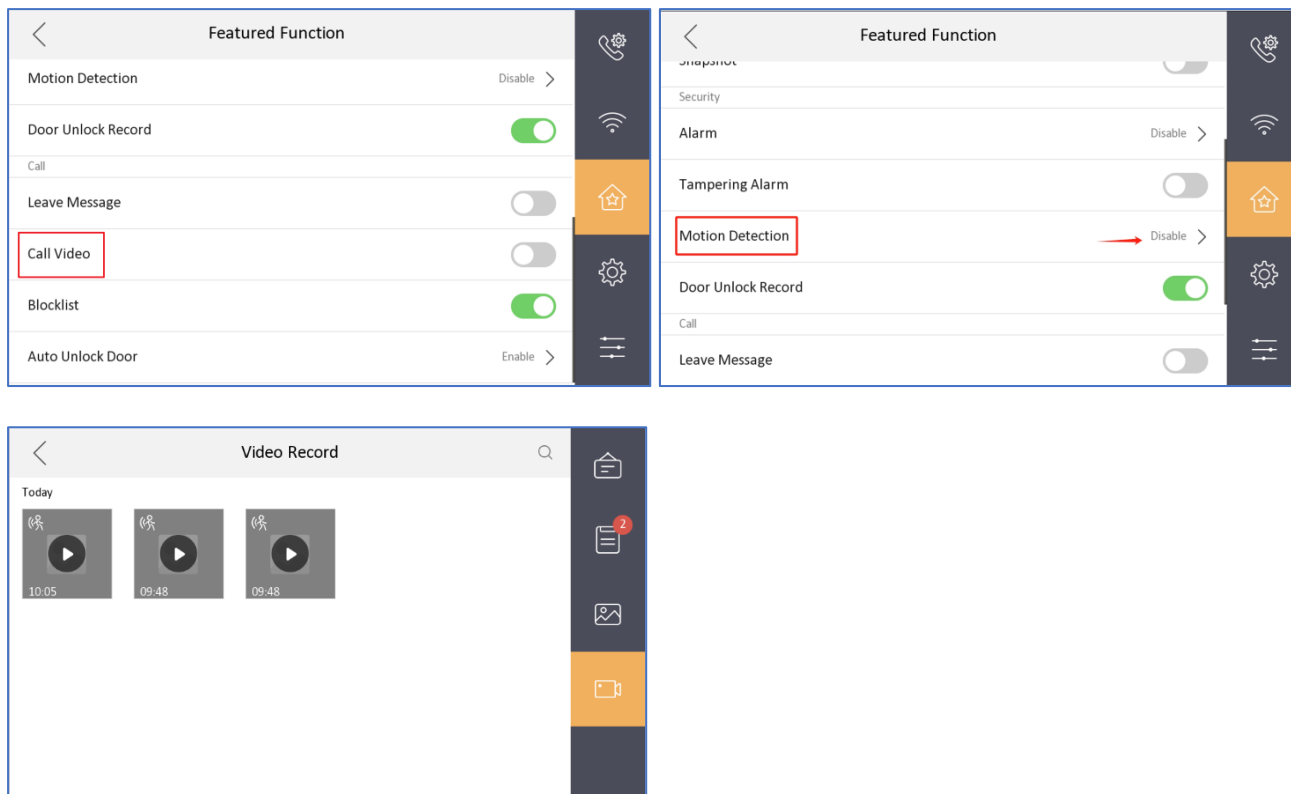 Featured Function
Motion Detection
Disable
Door Unlock Record
Call
Leave Message
Call Video
Blocklist
Auto Unlock Door
Enable
Featured Function
Snapshot
Security
Alarm
Disable
Tampering Alarm
Motion Detection
Disable
Door Unlock Record
Call
Leave Message
Video Record
Today
2
10:05
09:48
09:48